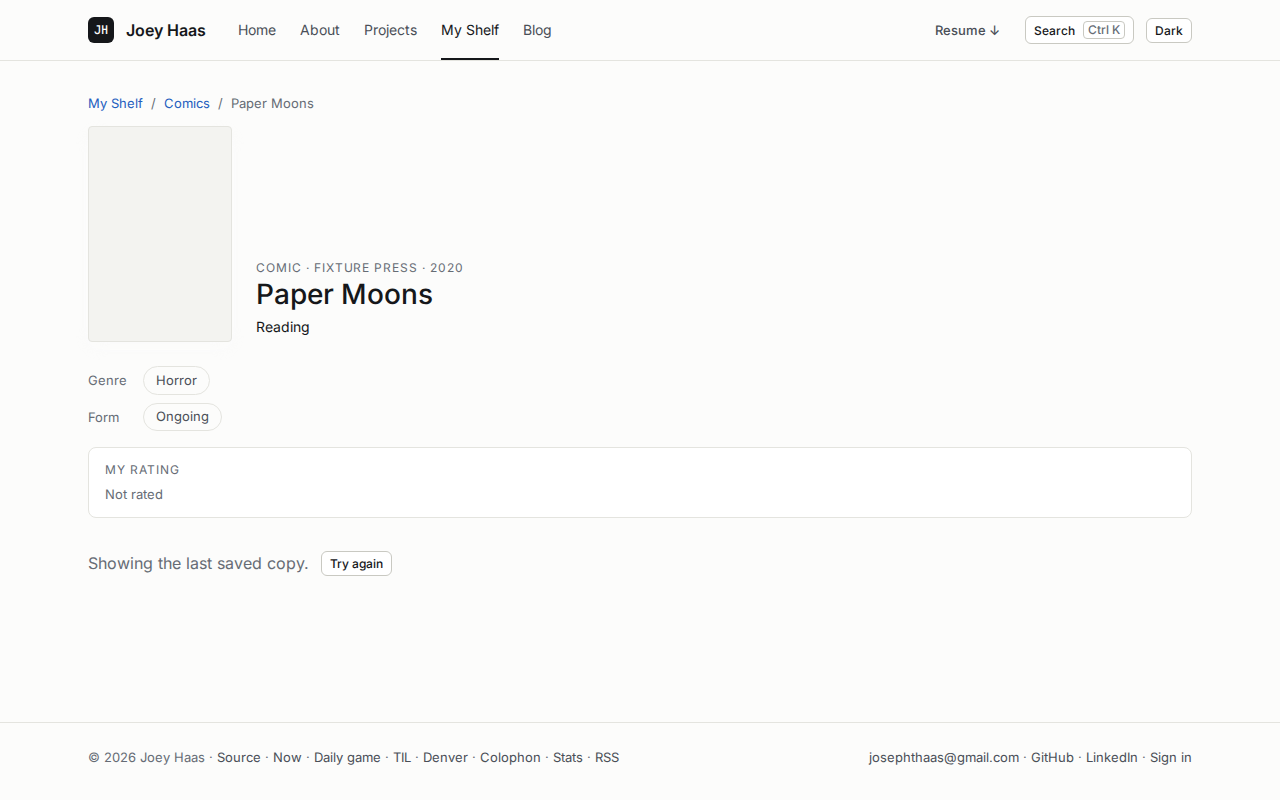 JH Joey Haas Home About Projects My Shelf Blog Resume ↓ Search Ctrl K Dark
My Shelf / Comics / Paper Moons
COMIC · FIXTURE PRESS · 2020
Paper Moons
Reading
Genre Horror
Form Ongoing
MY RATING
Not rated
Showing the last saved copy. Try again
© 2026 Joey Haas · Source · Now · Daily game · TIL · Denver · Colophon · Stats · RSS josephthaas@gmail.com · GitHub · LinkedIn · Sign in